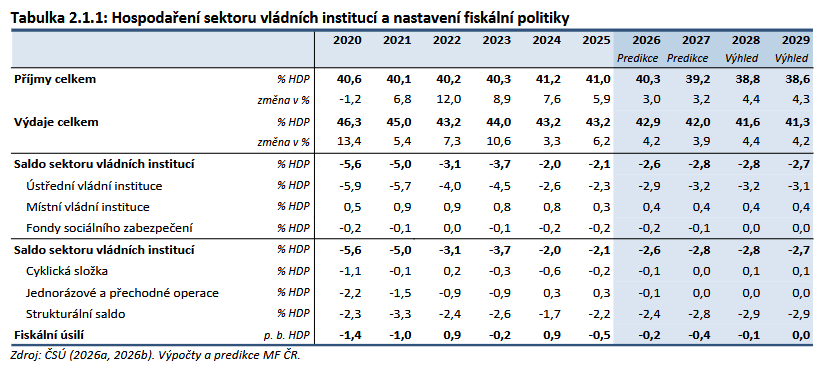 Tabulka 2.1.1: Hospodaření sektoru vládních institucí a nastavení fiskální politiky
2020 2021 2022 2023 2024 2025 2026 2027 2028 2029
Predikce Predikce Výhled Výhled
Příjmy celkem % HDP 40,6 40,1 40,2 40,3 41,2 41,0 40,3 39,2 38,8 38,6
změna v % -1,2 6,8 12,0 8,9 7,6 5,9 3,0 3,2 4,4 4,3
Výdaje celkem % HDP 46,3 45,0 43,2 44,0 43,2 43,2 42,9 42,0 41,6 41,3
změna v % 13,4 5,4 7,3 10,6 3,3 6,2 4,2 3,9 4,4 4,2
Saldo sektoru vládních institucí % HDP -5,6 -5,0 -3,1 -3,7 -2,0 -2,1 -2,6 -2,8 -2,8 -2,7
Ústřední vládní instituce % HDP -5,9 -5,7 -4,0 -4,5 -2,6 -2,3 -2,9 -3,2 -3,2 -3,1
Místní vládní instituce % HDP 0,5 0,9 0,9 0,8 0,8 0,3 0,4 0,4 0,4 0,4
Fondy sociálního zabezpečení % HDP -0,2 -0,1 0,0 -0,1 -0,2 -0,2 -0,2 -0,1 0,0 0,0
Saldo sektoru vládních institucí % HDP -5,6 -5,0 -3,1 -3,7 -2,0 -2,1 -2,6 -2,8 -2,8 -2,7
Cyklická složka % HDP -1,1 -0,1 0,2 -0,3 -0,6 -0,2 -0,1 0,0 0,1 0,1
Jednorázové a přechodné operace % HDP -2,2 -1,5 -0,9 -0,9 0,3 0,3 -0,1 0,0 0,0 0,0
Strukturální saldo % HDP -2,3 -3,3 -2,4 -2,6 -1,7 -2,2 -2,4 -2,8 -2,9 -2,9
Fiskální úsilí p. b. HDP -1,4 -1,0 0,9 -0,2 0,9 -0,5 -0,2 -0,4 -0,1 0,0
Zdroj: ČSÚ (2026a, 2026b). Výpočty a predikce MF ČR.